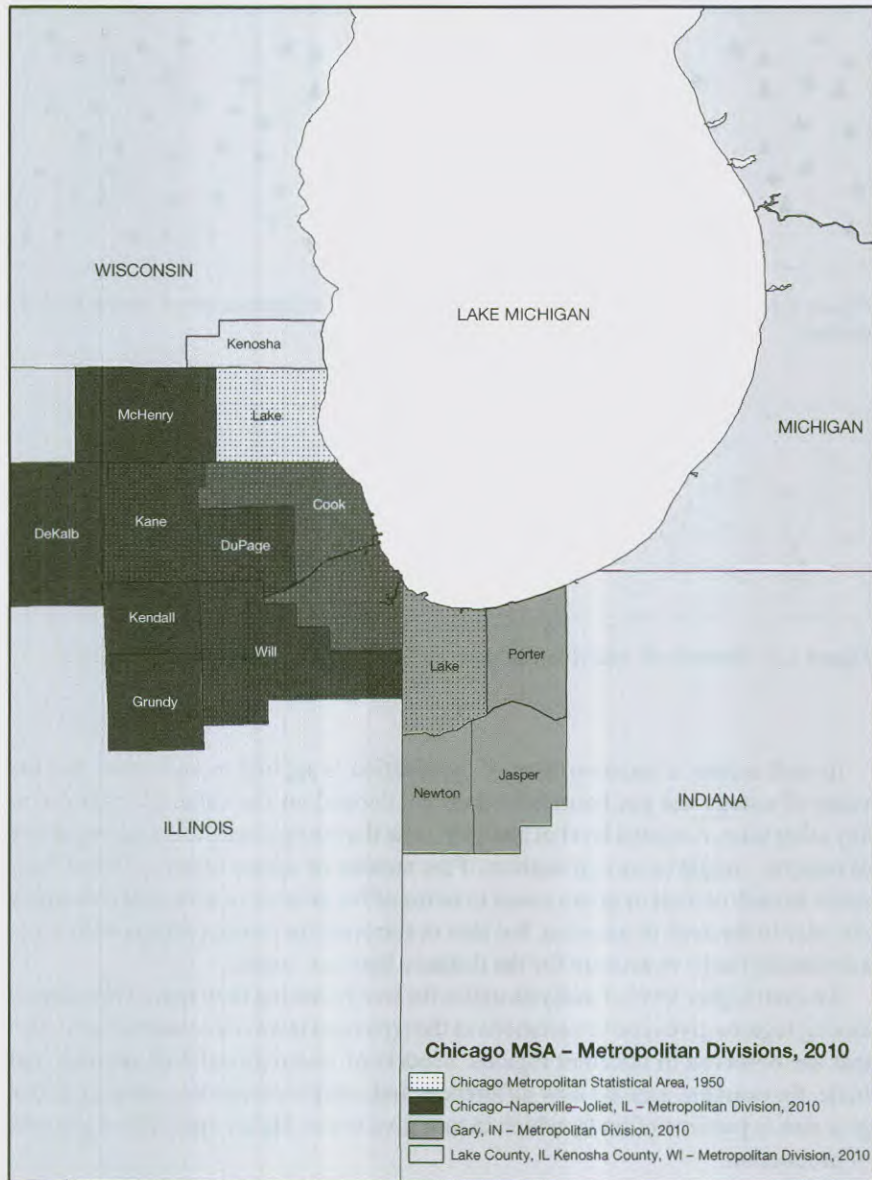 WISCONSIN
LAKE MICHIGAN
Kenosha
McHenry
Lake
MICHIGAN
DeKalb
Kane
Cook
DuPage
Kendall
Will
Lake
Porter
Grundy
Newton
Jasper
ILLINOIS
INDIANA
Chicago MSA – Metropolitan Divisions, 2010
Chicago Metropolitan Statistical Area, 1950
Chicago–Naperville–Joliet, IL – Metropolitan Division, 2010
Gary, IN – Metropolitan Division, 2010
Lake County, IL Kenosha County, WI – Metropolitan Division, 2010